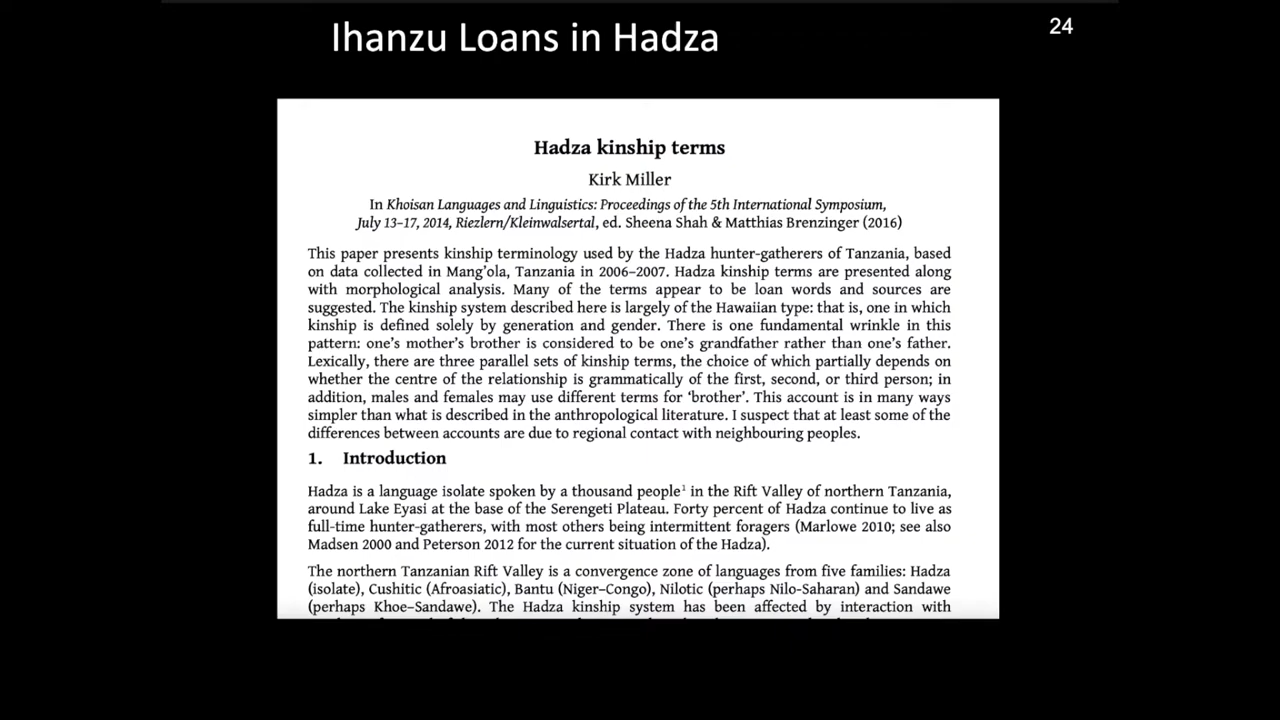 Ihanzu Loans in Hadza
24
Hadza kinship terms
Kirk Miller
In Khoisan Languages and Linguistics: Proceedings of the 5th International Symposium,
July 13–17, 2014, Riezlern/Kleinwalsertal, ed. Sheena Shah & Matthias Brenzinger (2016)
This paper presents kinship terminology used by the Hadza hunter-gatherers of Tanzania, based
on data collected in Mang’ola, Tanzania in 2006–2007. Hadza kinship terms are presented along
with morphological analysis. Many of the terms appear to be loan words and sources are
suggested. The kinship system described here is largely of the Hawaiian type: that is, one in which
kinship is defined solely by generation and gender. There is one fundamental wrinkle in this
pattern: one’s mother’s brother is considered to be one’s grandfather rather than one’s father.
Lexically, there are three parallel sets of kinship terms, the choice of which partially depends on
whether the centre of the relationship is grammatically of the first, second, or third person; in
addition, males and females may use different terms for ‘brother’. This account is in many ways
simpler than what is described in the anthropological literature. I suspect that at least some of the
differences between accounts are due to regional contact with neighbouring peoples.
1. Introduction
Hadza is a language isolate spoken by a thousand people¹ in the Rift Valley of northern Tanzania,
around Lake Eyasi at the base of the Serengeti Plateau. Forty percent of Hadza continue to live as
full-time hunter-gatherers, with most others being intermittent foragers (Marlowe 2010; see also
Madsen 2000 and Peterson 2012 for the current situation of the Hadza).
The northern Tanzanian Rift Valley is a convergence zone of languages from five families: Hadza
(isolate), Cushitic (Afroasiatic), Bantu (Niger–Congo), Nilotic (perhaps Nilo-Saharan) and Sandawe
(perhaps Khoe–Sandawe). The Hadza kinship system has been affected by interaction with